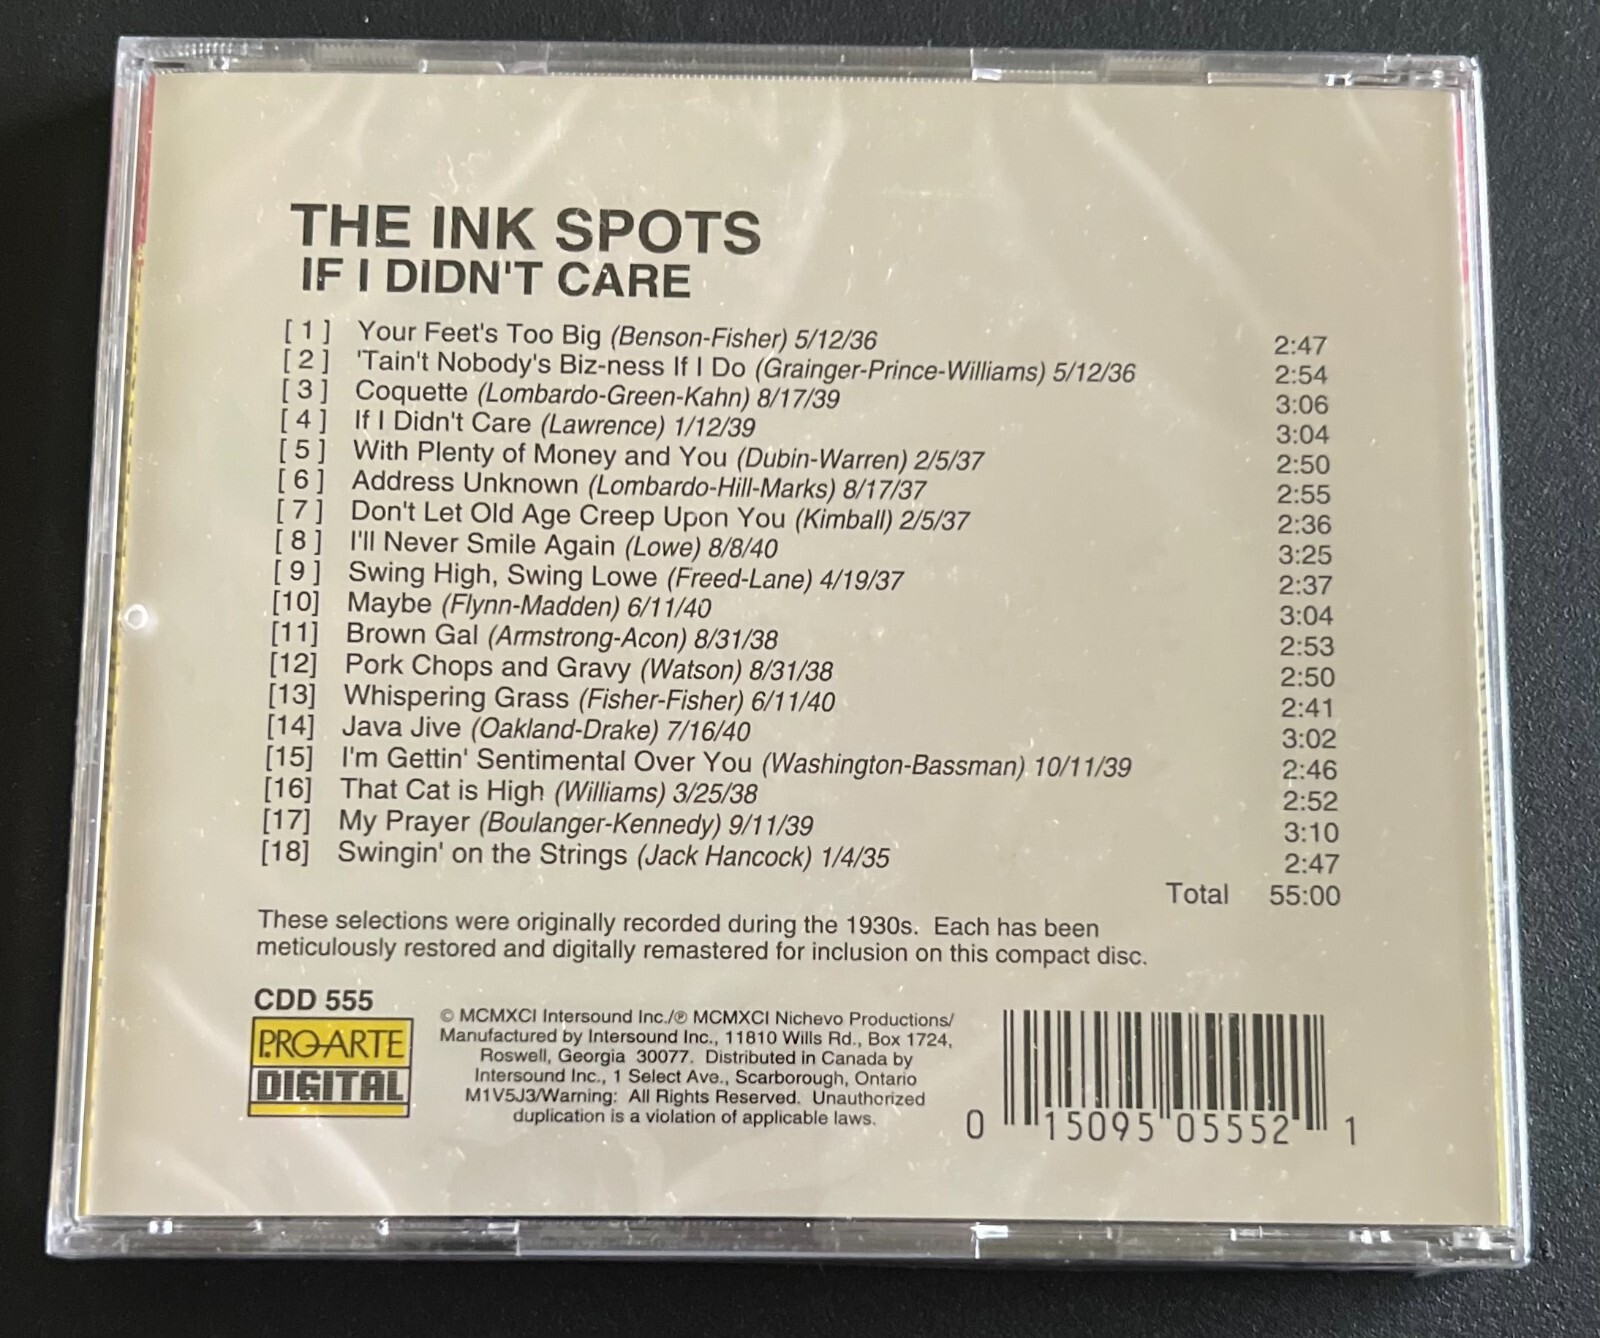 THE INK SPOTS
IF I DIDN'T CARE
[ 1 ] Your Feet's Too Big (Benson-Fisher) 5/12/36 2:47
[ 2 ] 'Tain't Nobody's Biz-ness If I Do (Grainger-Prince-Williams) 5/12/36 2:54
[ 3 ] Coquette (Lombardo-Green-Kahn) 8/17/39 3:06
[ 4 ] If I Didn't Care (Lawrence) 1/12/39 3:04
[ 5 ] With Plenty of Money and You (Dubin-Warren) 2/5/37 2:50
[ 6 ] Address Unknown (Lombardo-Hill-Marks) 8/17/37 2:55
[ 7 ] Don't Let Old Age Creep Upon You (Kimball) 2/5/37 2:36
[ 8 ] I'll Never Smile Again (Lowe) 8/8/40 3:25
[ 9 ] Swing High, Swing Lowe (Freed-Lane) 4/19/37 2:37
[10] Maybe (Flynn-Madden) 6/11/40 3:04
[11] Brown Gal (Armstrong-Acon) 8/31/38 2:53
[12] Pork Chops and Gravy (Watson) 8/31/38 2:50
[13] Whispering Grass (Fisher-Fisher) 6/11/40 2:41
[14] Java Jive (Oakland-Drake) 7/16/40 3:02
[15] I'm Gettin' Sentimental Over You (Washington-Bassman) 10/11/39 2:46
[16] That Cat is High (Williams) 3/25/38 2:52
[17] My Prayer (Boulanger-Kennedy) 9/11/39 3:10
[18] Swingin' on the Strings (Jack Hancock) 1/4/35 2:47
Total 55:00
These selections were originally recorded during the 1930s. Each has been
meticulously restored and digitally remastered for inclusion on this compact disc.
CDD 555
PRO-ARTE
DIGITAL
© MCMXCI Intersound Inc./℗ MCMXCI Nichevo Productions/
Manufactured by Intersound Inc., 11810 Wills Rd., Box 1724,
Roswell, Georgia 30077. Distributed in Canada by
Intersound Inc., 1 Select Ave., Scarborough, Ontario
M1V5J3/Warning: All Rights Reserved. Unauthorized
duplication is a violation of applicable laws.
0 15095 05552 1